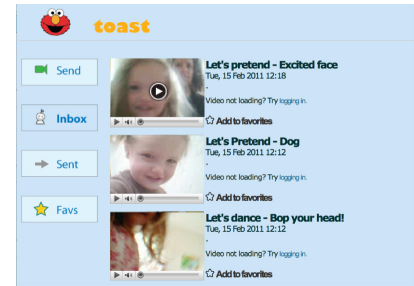 toast
Send
Inbox
Sent
Favs
Let's pretend - Excited face
Tue, 15 Feb 2011 12:18
.
Video not loading? Try logging in.
Add to favorites
Let's Pretend - Dog
Tue, 15 Feb 2011 12:12
.
Video not loading? Try logging in.
Add to favorites
Let's dance - Bop your head!
Tue, 15 Feb 2011 12:12
.
Video not loading? Try logging in.
Add to favorites